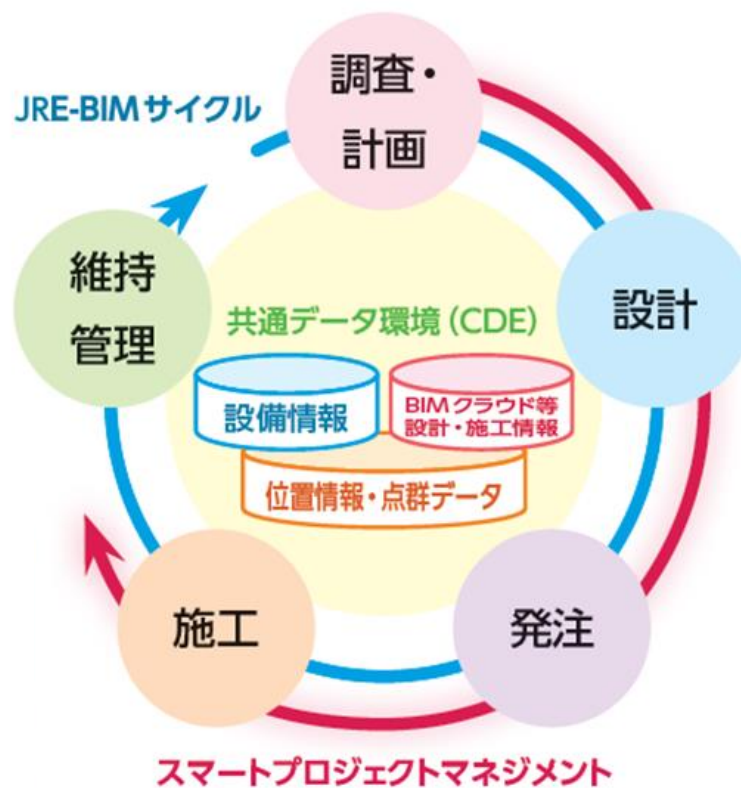 調査・
計画
JRE-BIMサイクル
維持
管理
設計
共通データ環境(CDE)
設備情報
BIMクラウド等
設計・施工情報
位置情報・点群データ
施工
発注
スマートプロジェクトマネジメント